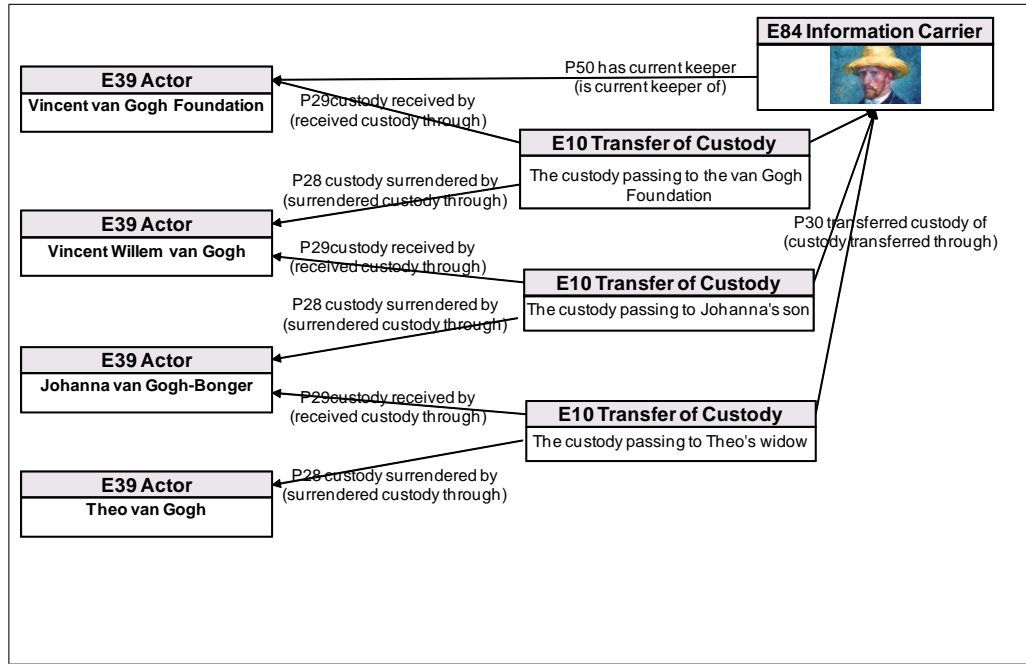 E84 Information Carrier
E39 Actor
Vincent van Gogh Foundation
P50 has current keeper
(is current keeper of)
P29custody received by
(received custody through)
E10 Transfer of Custody
The custody passing to the van Gogh
Foundation
P28 custody surrendered by
(surrendered custody through)
E39 Actor
Vincent Willem van Gogh
P30 transferred custody of
(custody transferred through)
P29custody received by
(received custody through)
E10 Transfer of Custody
The custody passing to Johanna's son
P28 custody surrendered by
(surrendered custody through)
E39 Actor
Johanna van Gogh-Bonger
P29custody received by
(received custody through)
E10 Transfer of Custody
The custody passing to Theo's widow
P28 custody surrendered by
(surrendered custody through)
E39 Actor
Theo van Gogh